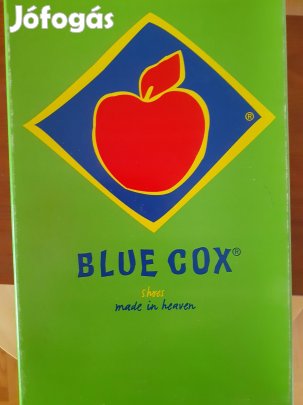 Jófogás
®
BLUE COX®
shoes
made in heaven